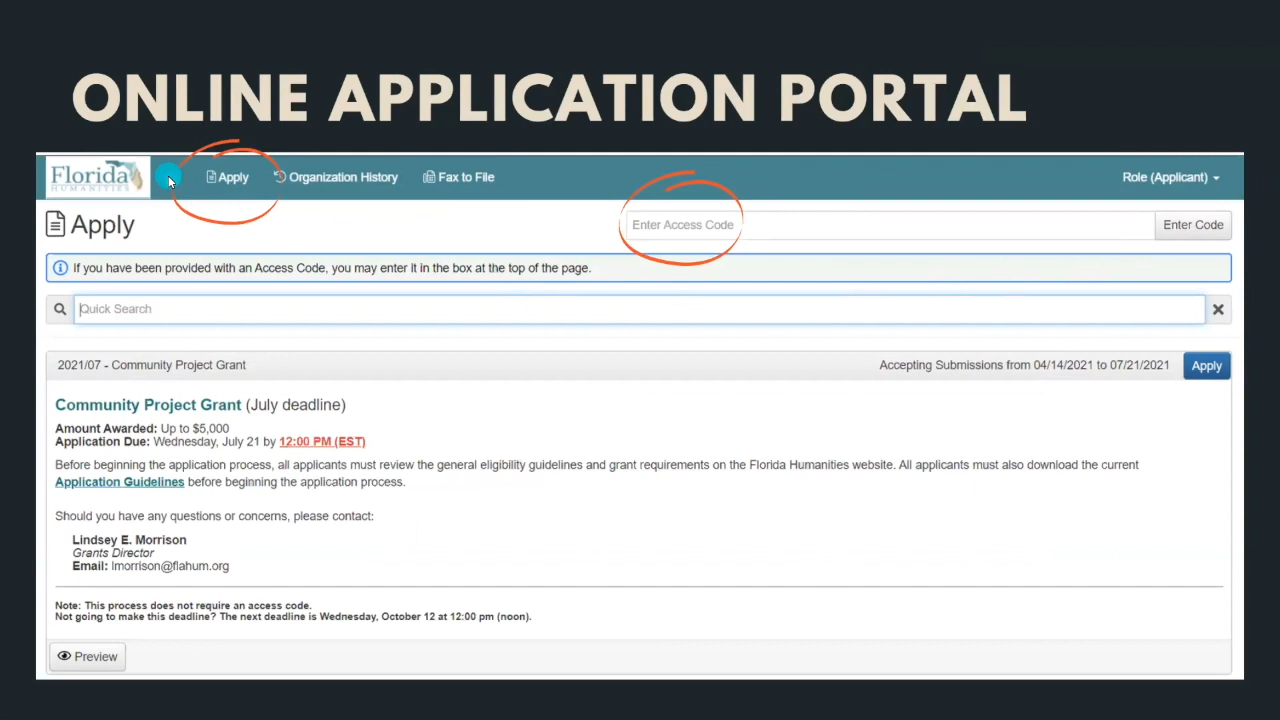 ONLINE APPLICATION PORTAL
Florida
HUMANITIES
Apply
Organization History
Fax to File
Role (Applicant)
Apply
Enter Access Code
Enter Code
If you have been provided with an Access Code, you may enter it in the box at the top of the page.
Quick Search
2021/07 - Community Project Grant
Accepting Submissions from 04/14/2021 to 07/21/2021
Apply
Community Project Grant (July deadline)
Amount Awarded: Up to $5,000
Application Due: Wednesday, July 21 by 12:00 PM (EST)
Before beginning the application process, all applicants must review the general eligibility guidelines and grant requirements on the Florida Humanities website. All applicants must also download the current
Application Guidelines before beginning the application process.
Should you have any questions or concerns, please contact:
Lindsey E. Morrison
Grants Director
Email: lmorrison@flahum.org
Note: This process does not require an access code.
Not going to make this deadline? The next deadline is Wednesday, October 12 at 12:00 pm (noon).
Preview